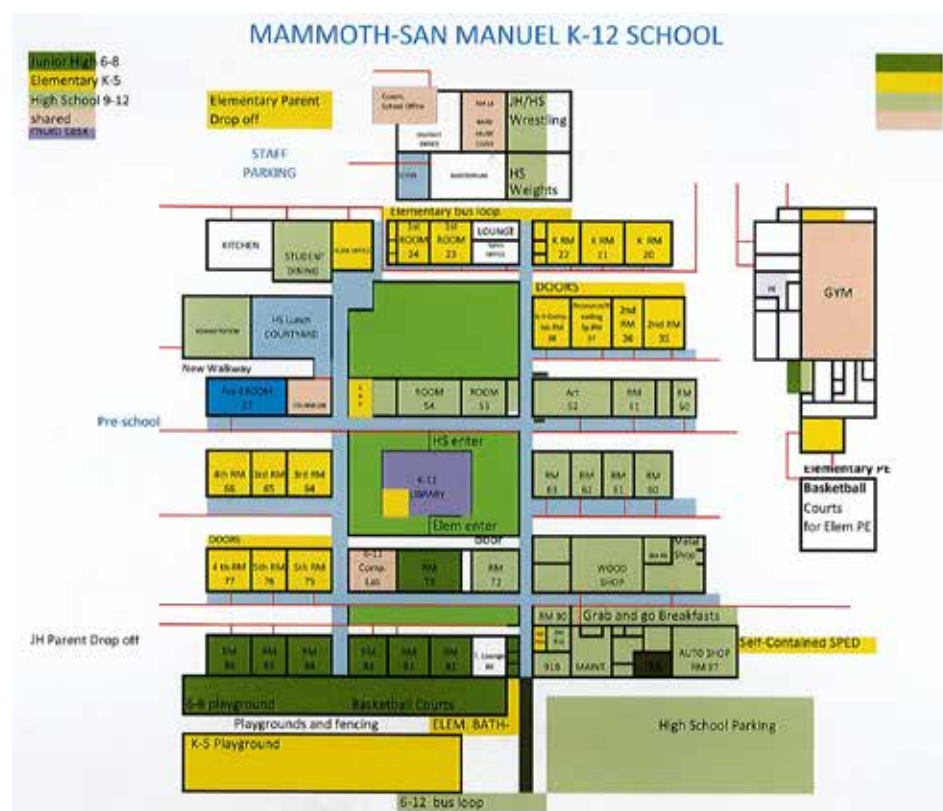 MAMMOTH-SAN MANUEL K-12 SCHOOL
Junior High 6-8
Elementary K-5
High School 9-12
shared
Elementary Parent
Drop off
STAFF
PARKING
School Office
JH/HS
Wrestling
HS
Weights
Elementary bus loop
KITCHEN
STUDENT
DINING
1st
ROOM
24
1st
ROOM
23
LOUNGE
OFFICE
K RM
22
K RM
21
K RM
20
DOORS
GYM
HS Lunch
COURTYARD
2nd
RM
36
2nd RM
35
New Walkway
Pre-school
ROOM
54
ROOM
53
Art
52
RM
51
RM
50
HS enter
K-12
LIBRARY
Elem enter
4th RM
66
3rd RM
65
3rd RM
64
RM
63
RM
62
RM
61
RM
60
Elementary PE
Basketball
Courts
for Elem PE
DOORS
door
4 th RM
77
5th RM
76
5th RM
75
Comp.
Lab
RM
73
RM
72
WOOD
SHOP
Metal
Shop
RM 90
Grab and go Breakfasts
JH Parent Drop off
RM
RM
RM
RM
RM
RM
T. Lounge
91B
MAINT.
AUTO SHOP
RM 97
Self-Contained SPED
6-8 playground
Basketball Courts
Playgrounds and fencing
ELEM. BATH-
High School Parking
K-5 Playground
6-12 bus loop